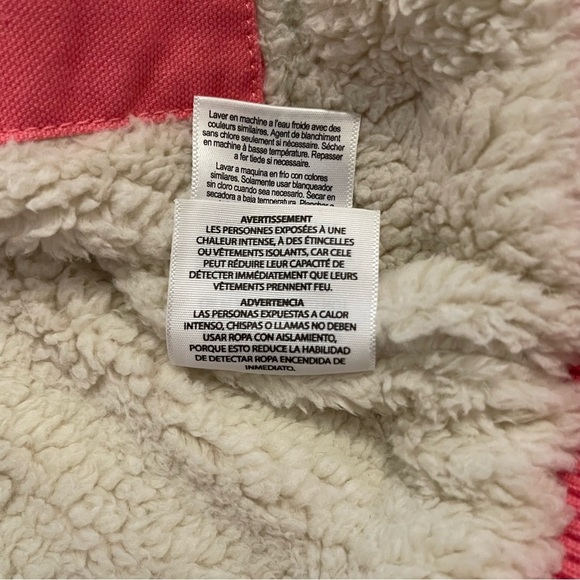 Laver en machine a l'eau froide avec des
couleurs similaires. Agent de blanchiment
sans chlore seulement si nécessaire. Sécher
en machine à basse température. Repasser
a fer tiede si nécessaire.
Lavar a maquina en frio con colores
similares. Solamente usar blanqueador
sin cloro cuando sea necesario. Secar en
secadora a baja temperatura. Planchar a
AVERTISSEMENT
LES PERSONNES EXPOSÉES À UNE
CHALEUR INTENSE, À DES ÉTINCELLES
OU VÊTEMENTS ISOLANTS, CAR CELE
PEUT RÉDUIRE LEUR CAPACITÉ DE
DÉTECTER IMMÉDIATEMENT QUE LEURS
VÊTEMENTS PRENNENT FEU.
ADVERTENCIA
LAS PERSONAS EXPUESTAS A CALOR
INTENSO, CHISPAS O LLAMAS NO DEBEN
USAR ROPA CON AISLAMIENTO,
PORQUE ESTO REDUCE LA HABILIDAD
DE DETECTAR ROPA ENCENDIDA DE
INMEDIATO.